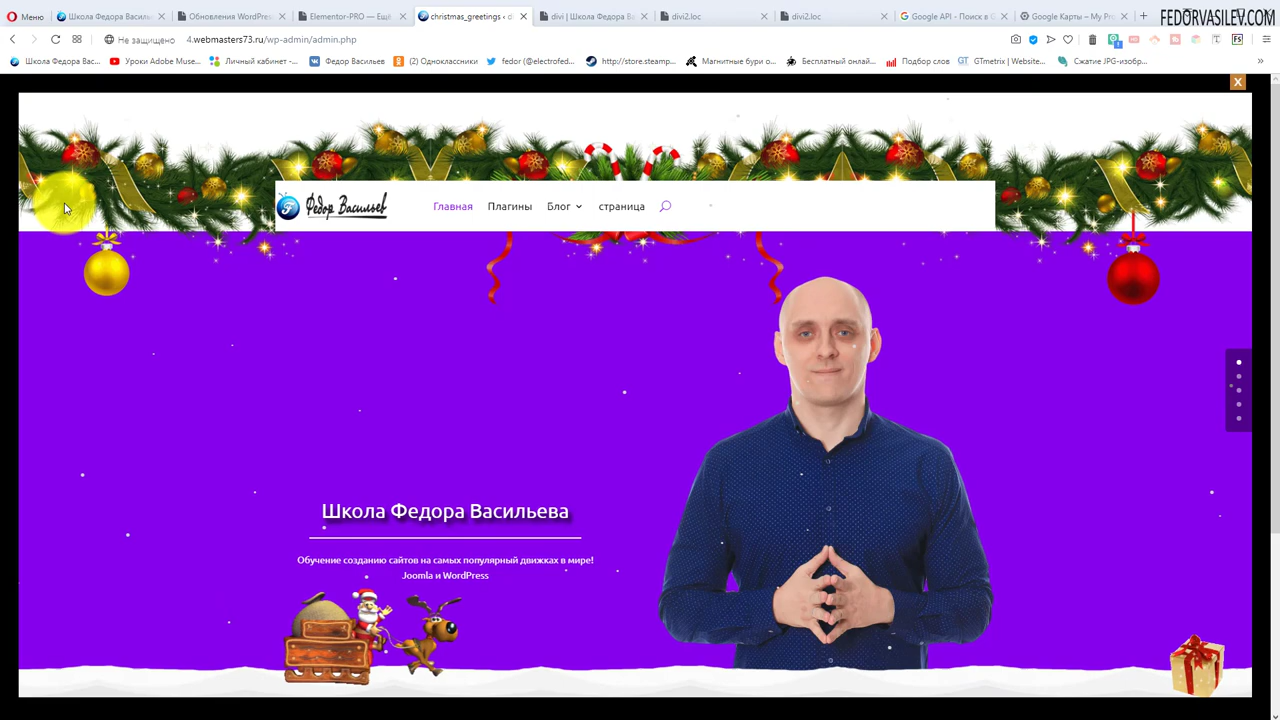 Меню
Школа Федора Василь
Обновления WordPress
Elementor-PRO — Ещё
christmas_greetings ‹ d
divi | Школа Федора Ва
divi2.loc
divi2.loc
Google API - Поиск в G
Google Карты – My Pro
FEDORVASILEV.COM
Не защищено
4.webmasters73.ru/wp-admin/admin.php
Школа Федора Вас...
Уроки Adobe Muse...
Личный кабинет -...
Федор Васильев
(2) Одноклассники
fedor (@electrofed...
http://store.steamp...
Магнитные бури о...
Бесплатный онлай...
Подбор слов
GTmetrix | Website...
Сжатие JPG-изобр...
X
Федор Васильев
Главная
Плагины
Блог
страница
Школа Федора Васильева
Обучение созданию сайтов на самых популярный движках в мире!
Joomla и WordPress